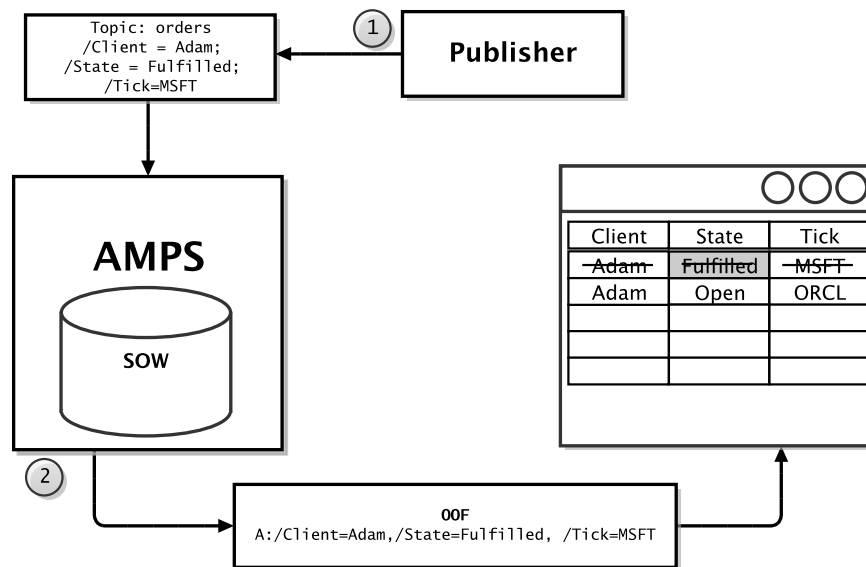 Topic: orders
/Client = Adam;
/State = Fulfilled;
/Tick=MSFT
1
Publisher
AMPS
SOW
Client State Tick
Adam Fulfilled MSFT
Adam Open ORCL
2
OOF
A:/Client=Adam,/State=Fulfilled, /Tick=MSFT